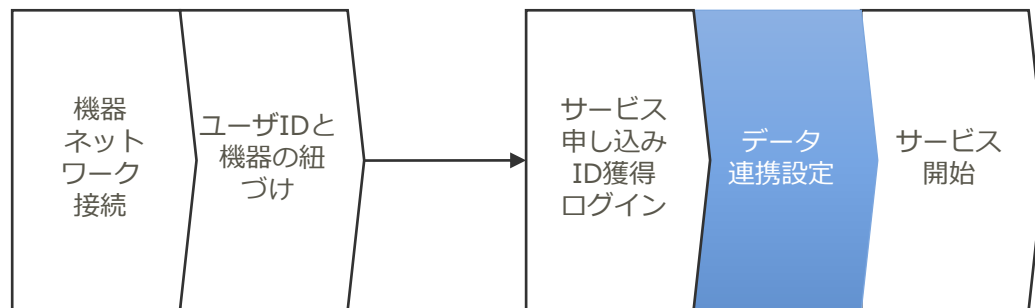 機器
ネット
ワーク
接続
ユーザIDと
機器の紐
づけ
サービス
申し込み
ID獲得
ログイン
データ
連携設定
サービス
開始